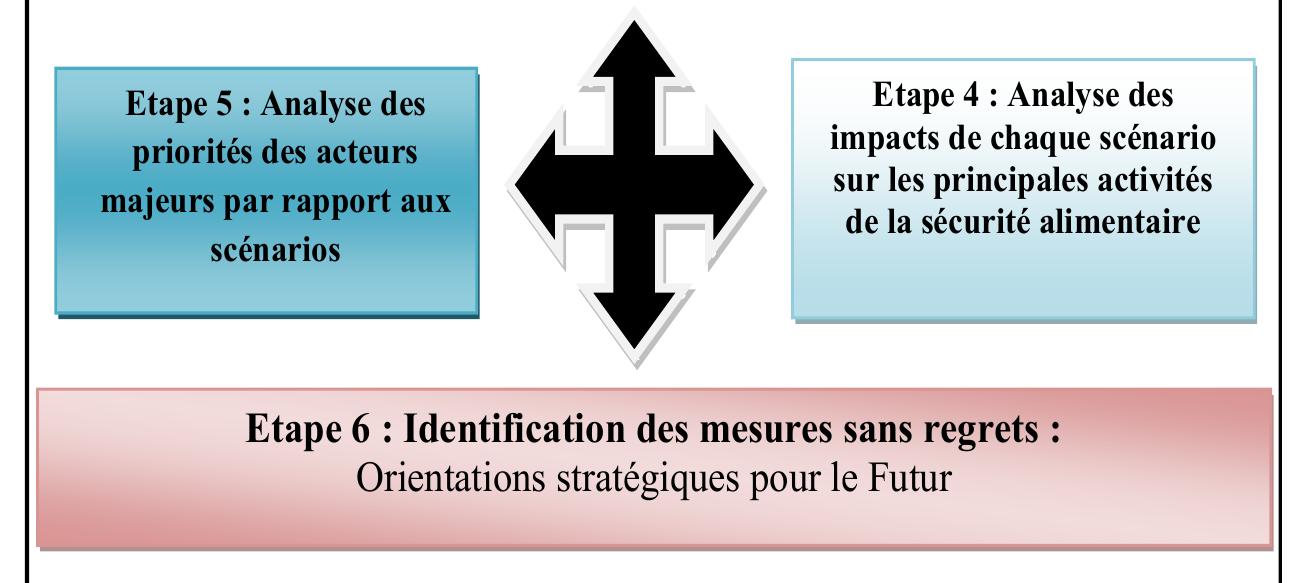 Etape 5 : Analyse des
priorités des acteurs
majeurs par rapport aux
scénarios
Etape 4 : Analyse des
impacts de chaque scénario
sur les principales activités
de la sécurité alimentaire
Etape 6 : Identification des mesures sans regrets :
Orientations stratégiques pour le Futur